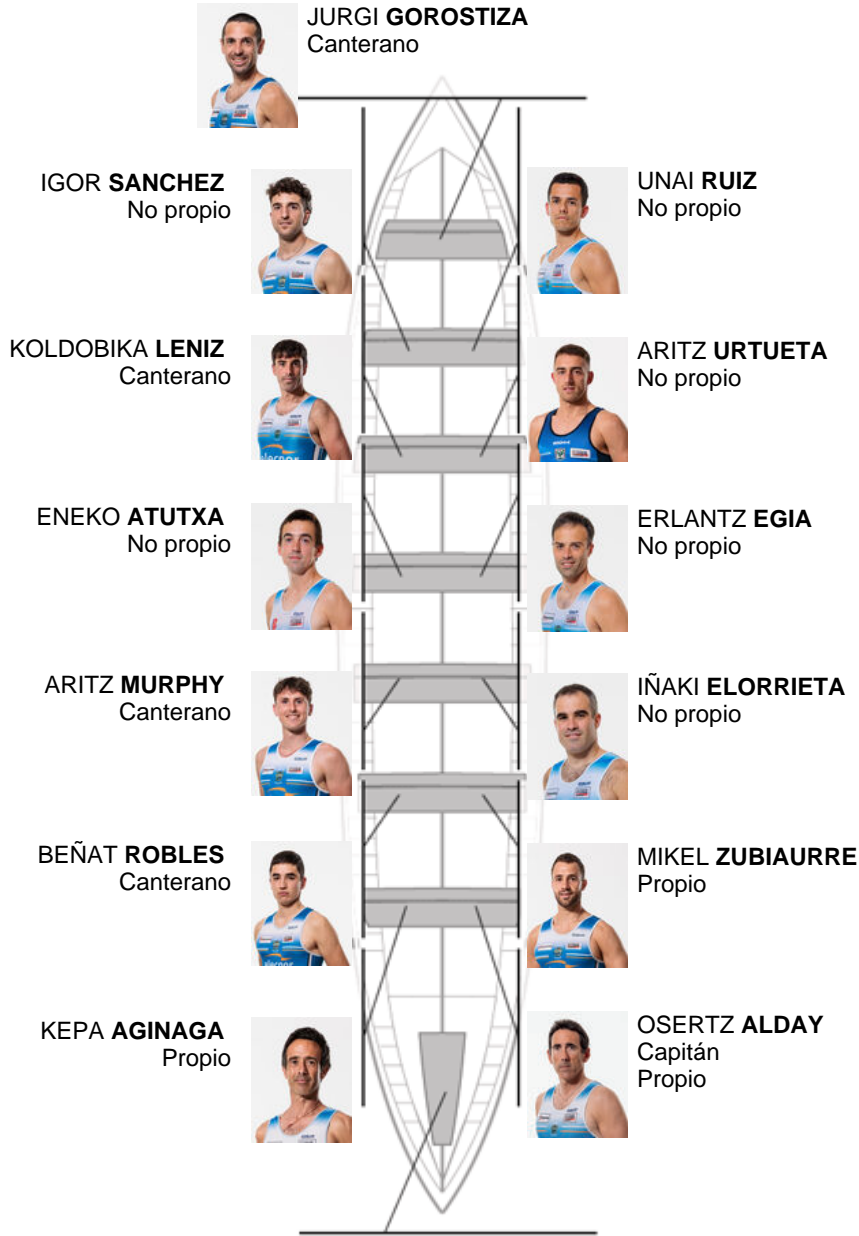 JURGI GOROSTIZA
Canterano
IGOR SANCHEZ
No propio
UNAI RUIZ
No propio
KOLDOBIKA LENIZ
Canterano
ARITZ URTUETA
No propio
ENEKO ATUTXA
No propio
ERLANTZ EGIA
No propio
ARITZ MURPHY
Canterano
IÑAKI ELORRIETA
No propio
BEÑAT ROBLES
Canterano
MIKEL ZUBIAURRE
Propio
KEPA AGINAGA
Propio
OSERTZ ALDAY
Capitán
Propio